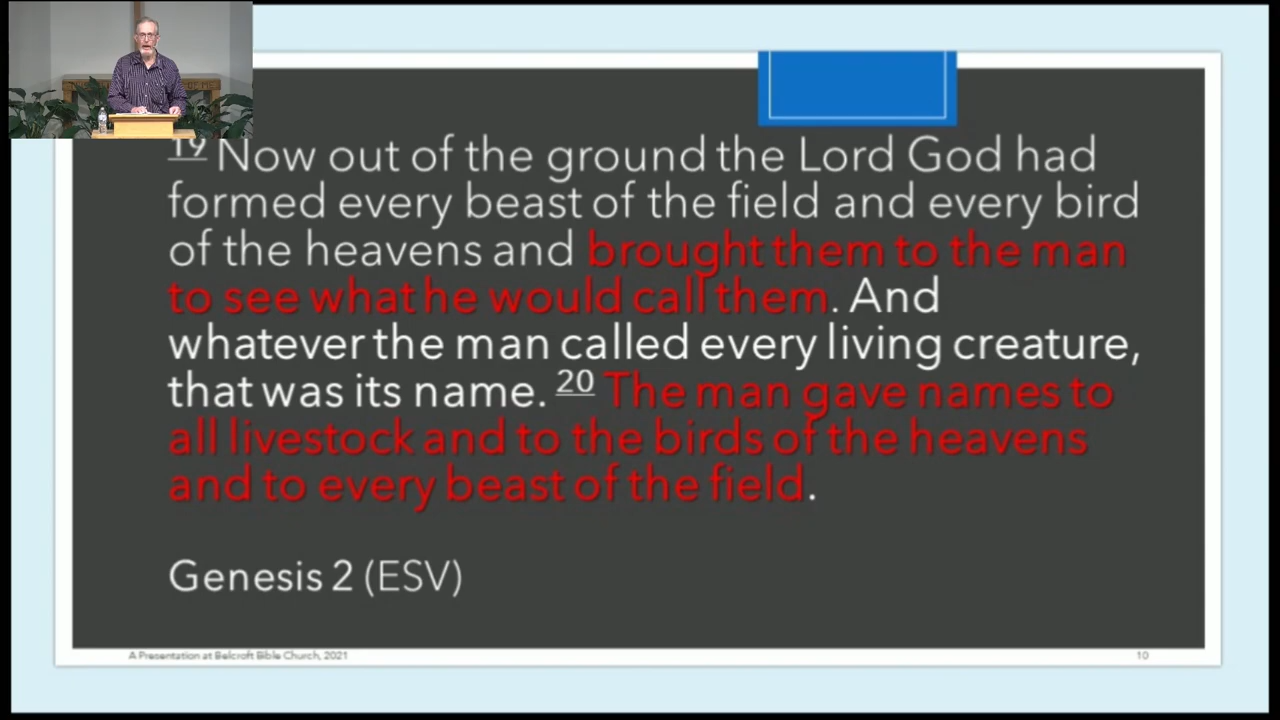 19 Now out of the ground the Lord God had
formed every beast of the field and every bird
of the heavens and brought them to the man
to see what he would call them. And
whatever the man called every living creature,
that was its name. 20 The man gave names to
all livestock and to the birds of the heavens
and to every beast of the field.
Genesis 2 (ESV)
A Presentation at Belcroft Bible Church, 2021
10